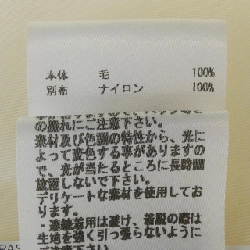 本体 毛 100%
別布 ナイロン 100%
の擦れにご注意下さい。
素材及び色調の特性から、光に
よって変色する事がありますの
で、光が当たるところに長時間
放置しないで下さい。
デリケートな素材を使用してお
ります。
・連続着用は避け、着脱の際は
生地を強く引っ張らないように